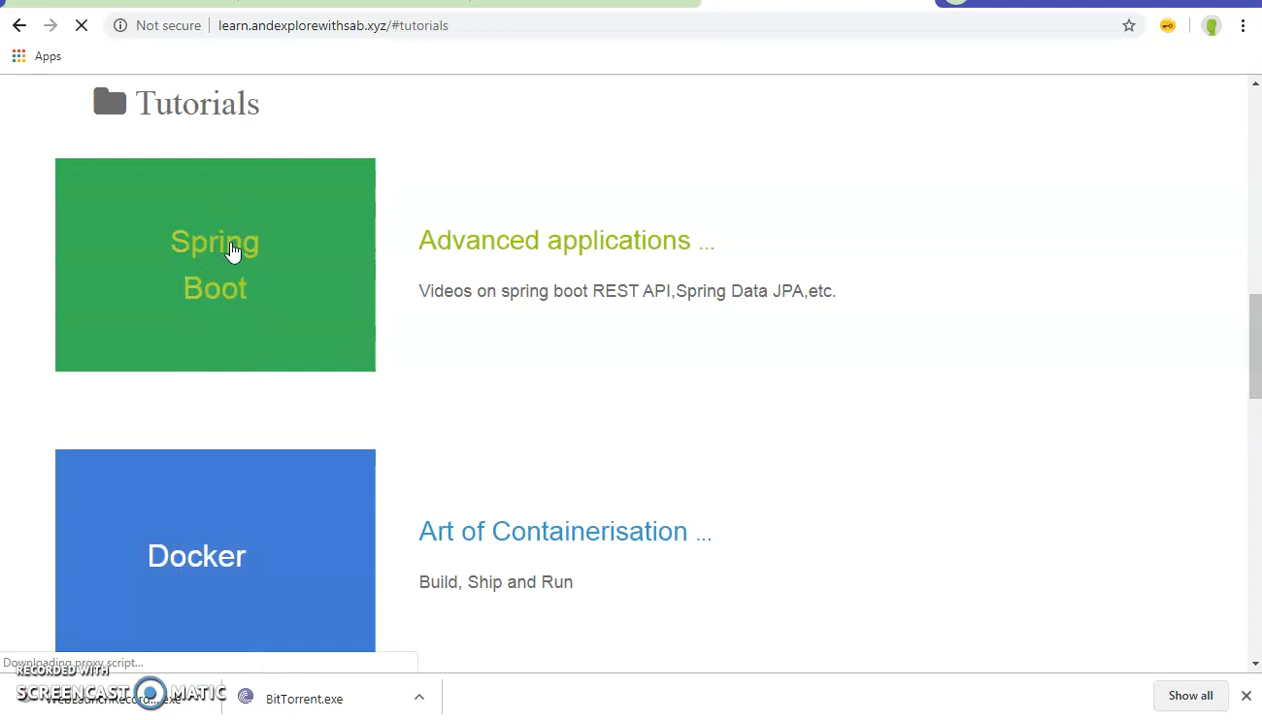 Not secure
learn.andexplorewithsab.xyz/#tutorials
Apps
Tutorials
Spring
Boot
Advanced applications ...
Videos on spring boot REST API,Spring Data JPA,etc.
Docker
Art of Containerisation ...
Build, Ship and Run
Downloading proxy script...
RECORDED WITH
SCREENCAST MATIC
BitTorrent.exe
Show all